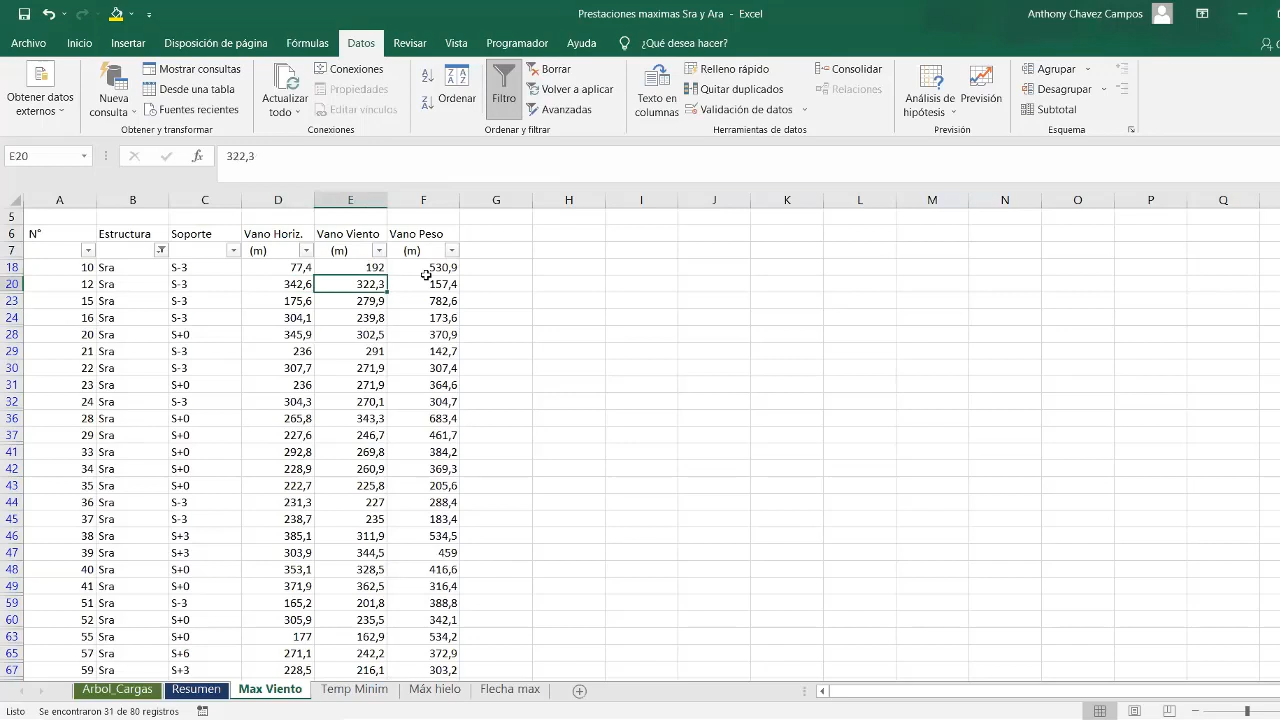 Prestaciones maximas Sra y Ara - Excel
Anthony Chavez Campos
Archivo Inicio Insertar Disposición de página Fórmulas Datos Revisar Vista Programador Ayuda ¿Qué desea hacer?
Obtener datos externos
Nueva consulta
Mostrar consultas
Desde una tabla
Fuentes recientes
Obtener y transformar
Actualizar todo
Conexiones
Propiedades
Editar vínculos
Conexiones
Ordenar
Filtro
Borrar
Volver a aplicar
Avanzadas
Ordenar y filtrar
Texto en columnas
Relleno rápido
Quitar duplicados
Validación de datos
Consolidar
Relaciones
Herramientas de datos
Análisis de hipótesis
Previsión
Previsión
Agrupar
Desagrupar
Subtotal
Esquema
E20 fx 322,3
A B C D E F G H I J K L M N O P Q
5
6 N° Estructura Soporte Vano Horiz. Vano Viento Vano Peso
7 (m) (m) (m)
18 10 Sra S-3 77,4 192 530,9
20 12 Sra S-3 342,6 322,3 157,4
23 15 Sra S-3 175,6 279,9 782,6
24 16 Sra S-3 304,1 239,8 173,6
28 20 Sra S+0 345,9 302,5 370,9
29 21 Sra S-3 236 291 142,7
30 22 Sra S-3 307,7 271,9 307,4
31 23 Sra S+0 236 271,9 364,6
32 24 Sra S-3 304,3 270,1 304,7
36 28 Sra S+0 265,8 343,3 683,4
37 29 Sra S+0 227,6 246,7 461,7
41 33 Sra S+0 292,8 269,8 384,2
42 34 Sra S+0 228,9 260,9 369,3
43 35 Sra S+0 222,7 225,8 205,6
44 36 Sra S-3 231,3 227 288,4
45 37 Sra S-3 238,7 235 183,4
46 38 Sra S+3 385,1 311,9 534,5
47 39 Sra S+3 303,9 344,5 459
48 40 Sra S+0 353,1 328,5 416,6
49 41 Sra S+0 371,9 362,5 316,4
59 51 Sra S-3 165,2 201,8 388,8
60 52 Sra S+0 305,9 235,5 342,1
63 55 Sra S+0 177 162,9 534,2
65 57 Sra S+6 271,1 242,2 372,9
67 59 Sra S+3 228,5 216,1 303,2
Arbol_Cargas Resumen Max Viento Temp Minim Máx hielo Flecha max
Listo Se encontraron 31 de 80 registros